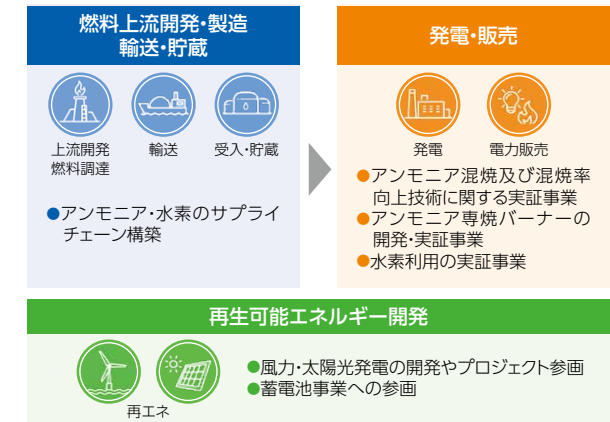 燃料上流開発・製造
輸送・貯蔵
上流開発
燃料調達
輸送
受入・貯蔵
●アンモニア・水素のサプライ
チェーン構築
発電・販売
発電
電力販売
●アンモニア混焼及び混焼率
向上技術に関する実証事業
●アンモニア専焼バーナーの
開発・実証事業
●水素利用の実証事業
再生可能エネルギー開発
再エネ
●風力・太陽光発電の開発やプロジェクト参画
●蓄電池事業への参画